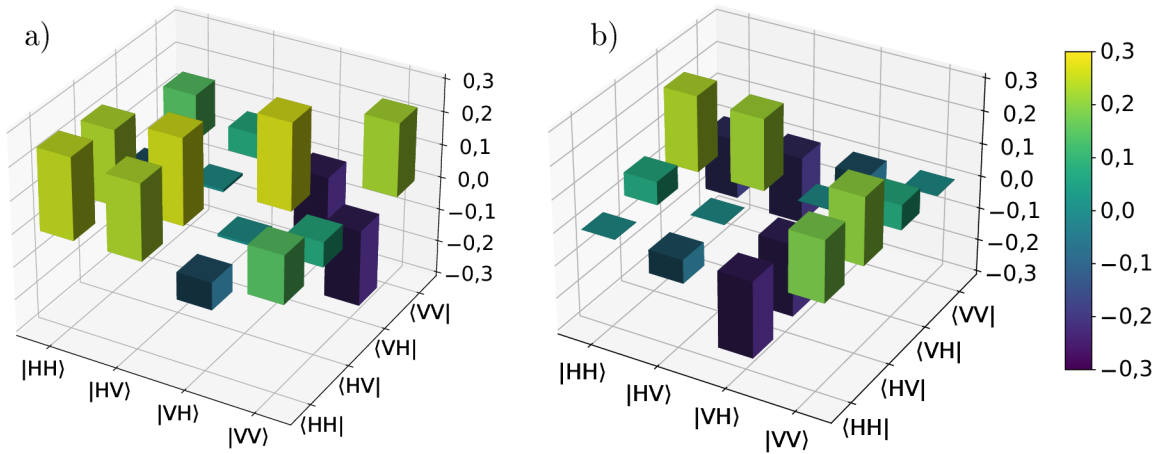 a)
0,3
0,2
0,1
0,0
−0,1
−0,2
−0,3
|HH⟩
|HV⟩
|VH⟩
|VV⟩
⟨HH|
⟨HV|
⟨VH|
⟨VV|
b)
0,3
0,2
0,1
0,0
−0,1
−0,2
−0,3
|HH⟩
|HV⟩
|VH⟩
|VV⟩
⟨HH|
⟨HV|
⟨VH|
⟨VV|
0,3
0,2
0,1
0,0
−0,1
−0,2
−0,3